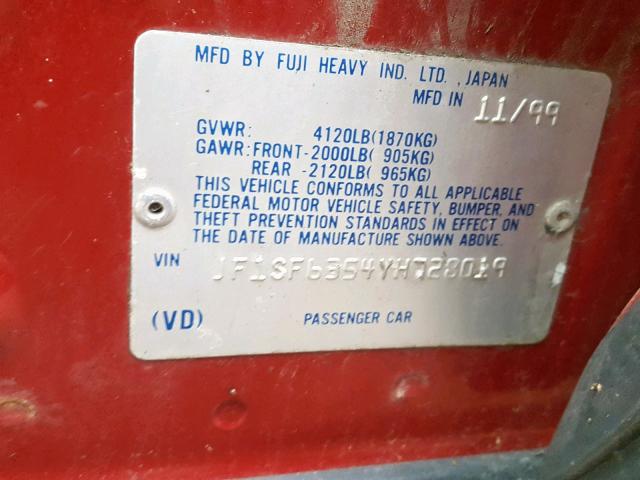 MFD BY FUJI HEAVY IND. LTD. , JAPAN
MFD IN 11/99
GVWR: 4120LB(1870KG)
GAWR:FRONT-2000LB( 905KG)
REAR -2120LB( 965KG)
THIS VEHICLE CONFORMS TO ALL APPLICABLE
FEDERAL MOTOR VEHICLE SAFETY, BUMPER, AND
THEFT PREVENTION STANDARDS IN EFFECT ON
THE DATE OF MANUFACTURE SHOWN ABOVE.
VIN JF1SF6354YH728019
(VD) PASSENGER CAR